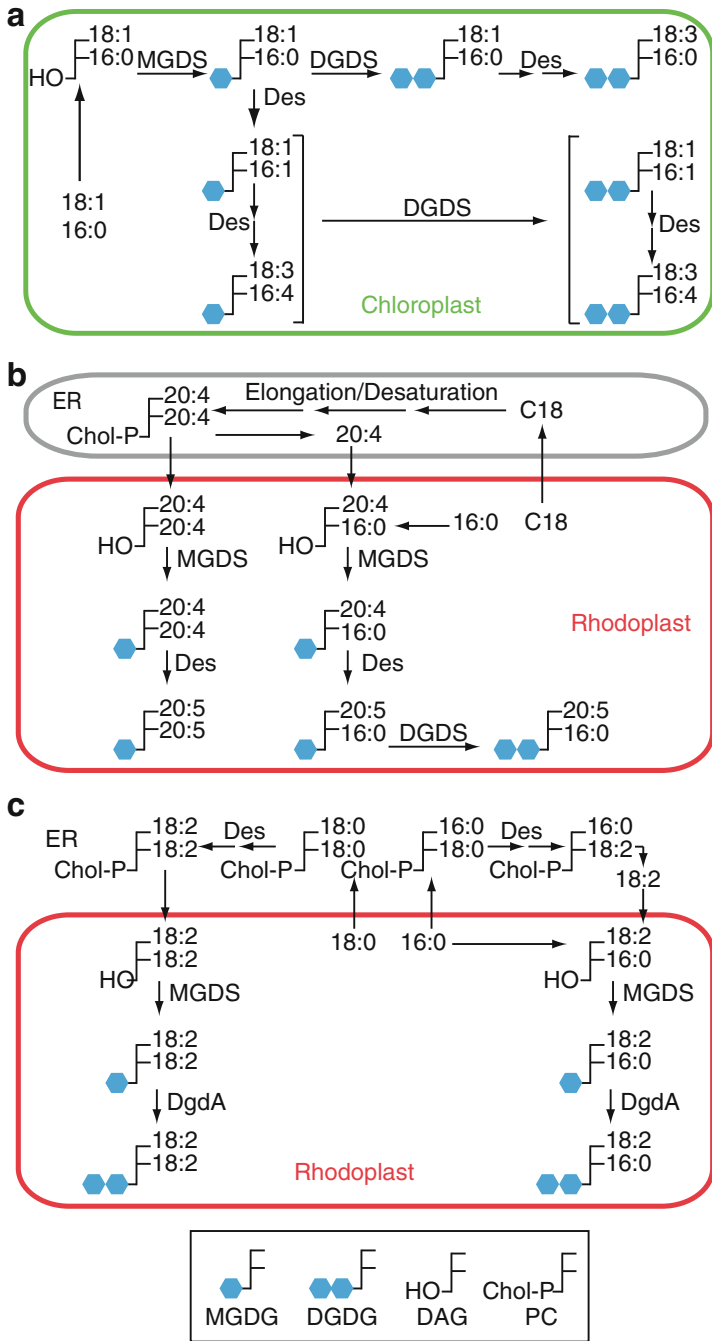 a
18:1 18:1 18:1 18:3
16:0 MGDS 16:0 DGDS 16:0 Des 16:0
HO
Des
18:1 18:1
16:1 16:1
18:1
16:0
Des DGDS Des
18:3 18:3
16:4 16:4
Chloroplast
b
ER 20:4 Elongation/Desaturation
20:4 C18
Chol-P 20:4
20:4 20:4
20:4 16:0 16:0 C18
HO HO
MGDS MGDS
20:4 20:4
20:4 16:0
Rhodoplast
Des Des
20:5 20:5 20:5
20:5 16:0 DGDS 16:0
c
ER 18:2 Des 18:0 16:0 Des 16:0
18:2 18:0 18:0 18:2
Chol-P Chol-P Chol-P Chol-P 18:2
18:2 18:0 16:0 18:2
18:2 16:0
HO HO
MGDS MGDS
18:2 18:2
18:2 16:0
DgdA DgdA
18:2 18:2
18:2 16:0
Rhodoplast
HO Chol-P
MGDG DGDG DAG PC